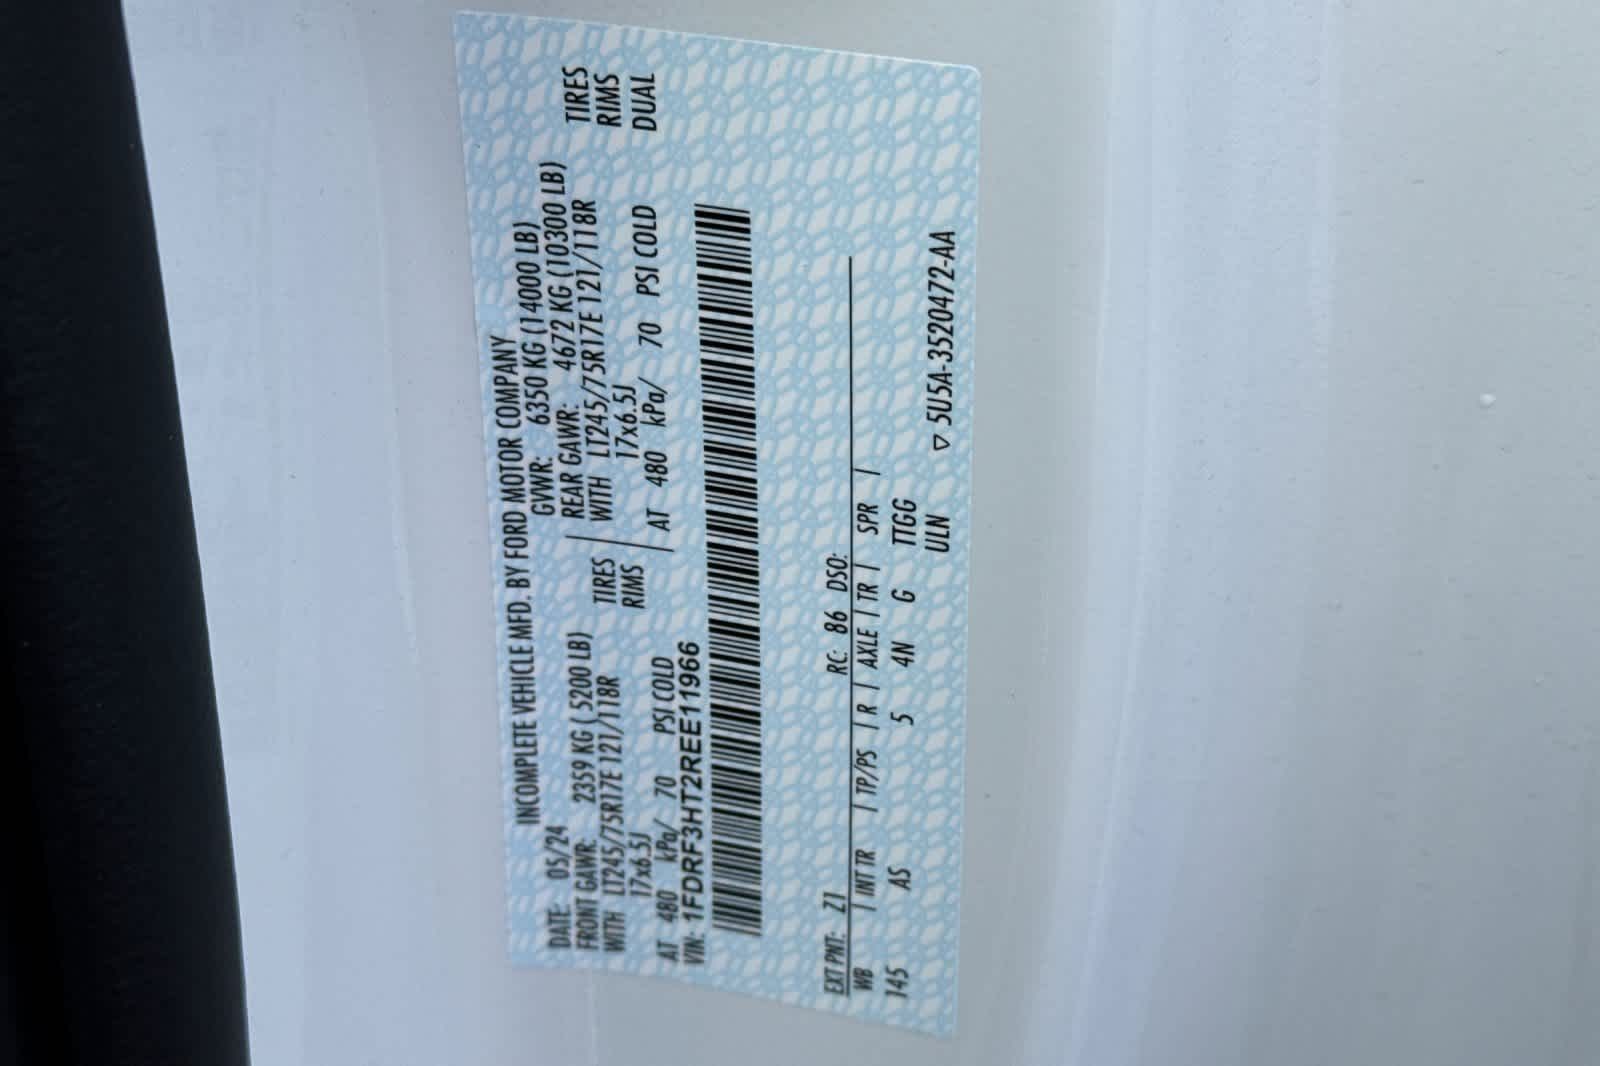 INCOMPLETE VEHICLE MFD. BY FORD MOTOR COMPANY
DATE: 05/24 GVWR: 6350 KG (14000 LB)
FRONT GAWR: 2359 KG ( 5200 LB) REAR GAWR: 4672 KG (10300 LB)
WITH LT245/75R17E 121/118R TIRES WITH LT245/75R17E 121/118R TIRES
17x6.5J RIMS 17x6.5J RIMS
AT 480 kPa/ 70 PSI COLD AT 480 kPa/ 70 PSI COLD DUAL
VIN: 1FDRF3HT2REE11966
EXT PNT: Z1 RC: 86 DSO:
WB | INT TR | TP/PS | R | AXLE | TR | SPR |
145 AS 5 4N G TTGG
ULN ▽ 5U5A-3520472-AA